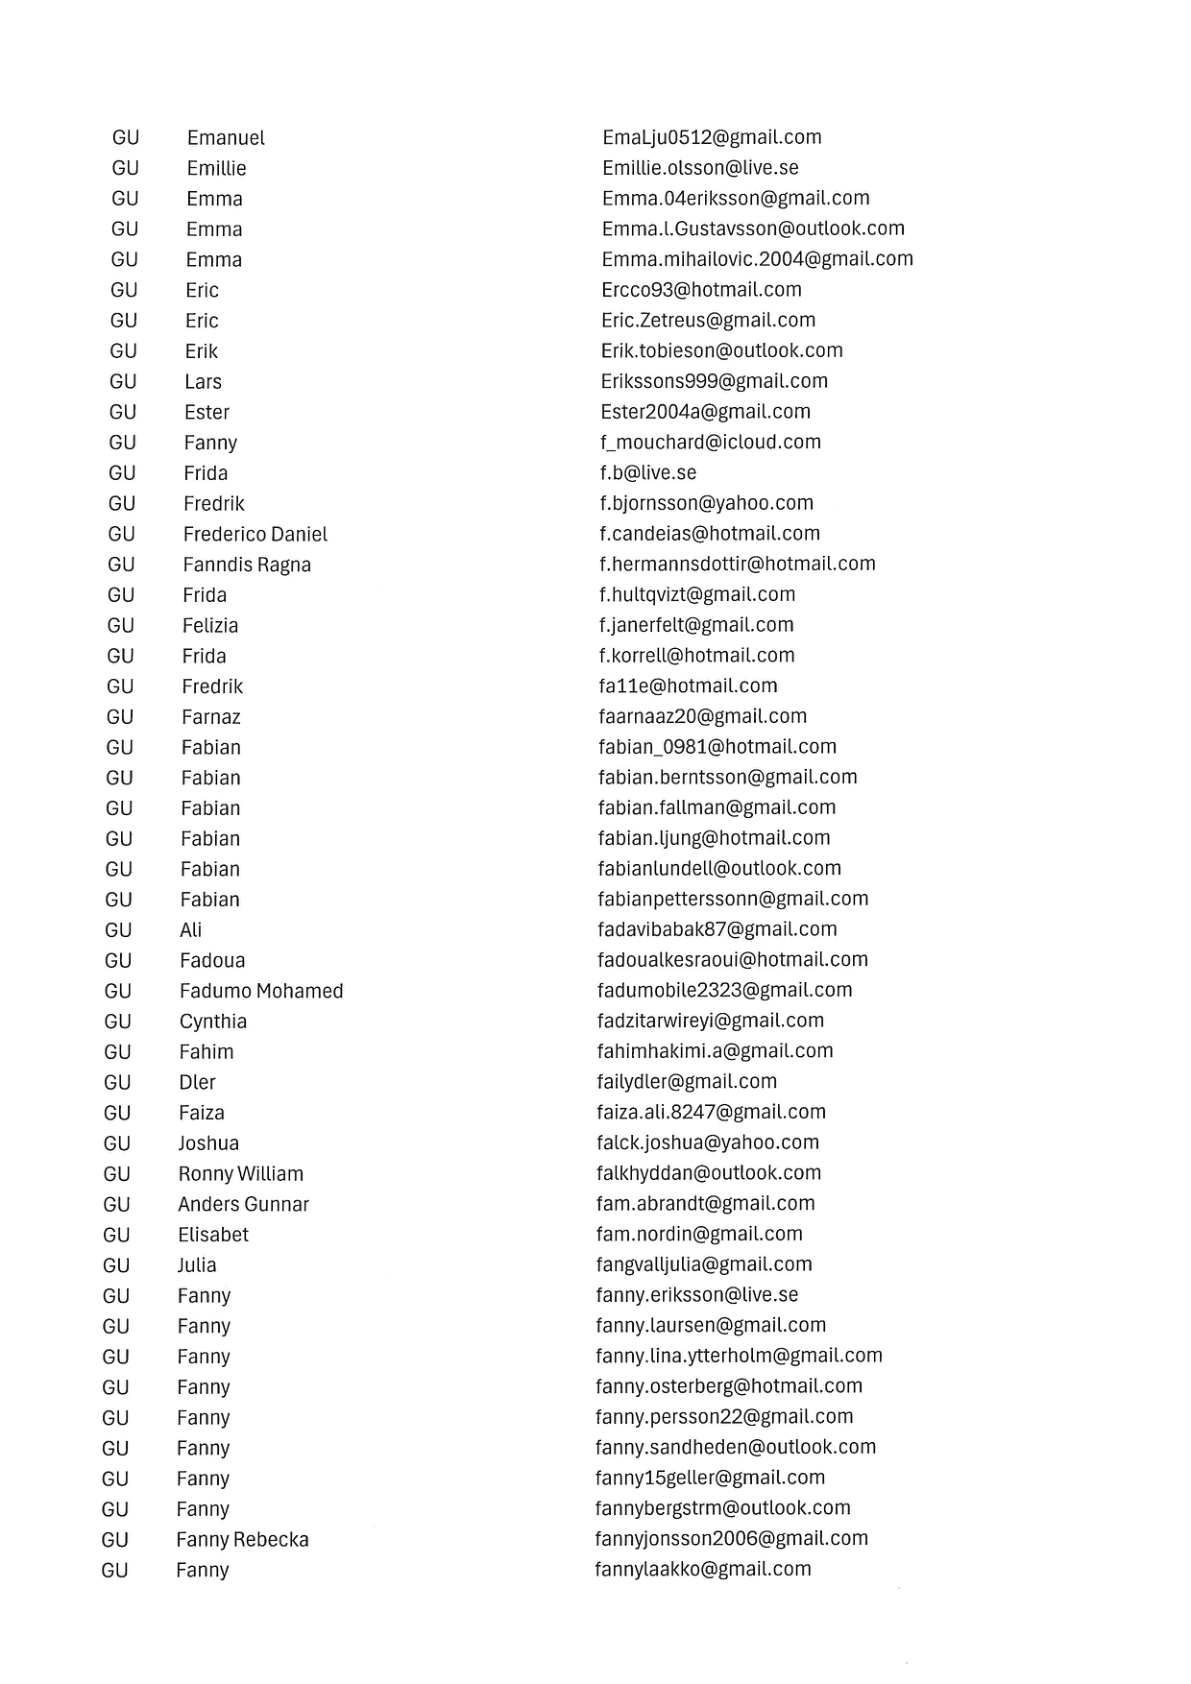 GU Emanuel EmaLju0512@gmail.com
GU Emillie Emillie.olsson@live.se
GU Emma Emma.04eriksson@gmail.com
GU Emma Emma.l.Gustavsson@outlook.com
GU Emma Emma.mihailovic.2004@gmail.com
GU Eric Ercco93@hotmail.com
GU Eric Eric.Zetreus@gmail.com
GU Erik Erik.tobieson@outlook.com
GU Lars Erikssons999@gmail.com
GU Ester Ester2004a@gmail.com
GU Fanny f_mouchard@icloud.com
GU Frida f.b@live.se
GU Fredrik f.bjornsson@yahoo.com
GU Frederico Daniel f.candeias@hotmail.com
GU Fanndis Ragna f.hermannsdottir@hotmail.com
GU Frida f.hultqvizt@gmail.com
GU Felizia f.janerfelt@gmail.com
GU Frida f.korrell@hotmail.com
GU Fredrik fa11e@hotmail.com
GU Farnaz faarnaaz20@gmail.com
GU Fabian fabian_0981@hotmail.com
GU Fabian fabian.berntsson@gmail.com
GU Fabian fabian.fallman@gmail.com
GU Fabian fabian.ljung@hotmail.com
GU Fabian fabianlundell@outlook.com
GU Fabian fabianpetterssonn@gmail.com
GU Ali fadavibabak87@gmail.com
GU Fadoua fadoualkesraoui@hotmail.com
GU Fadumo Mohamed fadumobile2323@gmail.com
GU Cynthia fadzitarwireyi@gmail.com
GU Fahim fahimhakimi.a@gmail.com
GU Dler failydler@gmail.com
GU Faiza faiza.ali.8247@gmail.com
GU Joshua falck.joshua@yahoo.com
GU Ronny William falkhyddan@outlook.com
GU Anders Gunnar fam.abrandt@gmail.com
GU Elisabet fam.nordin@gmail.com
GU Julia fangvalljulia@gmail.com
GU Fanny fanny.eriksson@live.se
GU Fanny fanny.laursen@gmail.com
GU Fanny fanny.lina.ytterholm@gmail.com
GU Fanny fanny.osterberg@hotmail.com
GU Fanny fanny.persson22@gmail.com
GU Fanny fanny.sandheden@outlook.com
GU Fanny fanny15geller@gmail.com
GU Fanny fannybergstrm@outlook.com
GU Fanny Rebecka fannyjonsson2006@gmail.com
GU Fanny fannylaakko@gmail.com